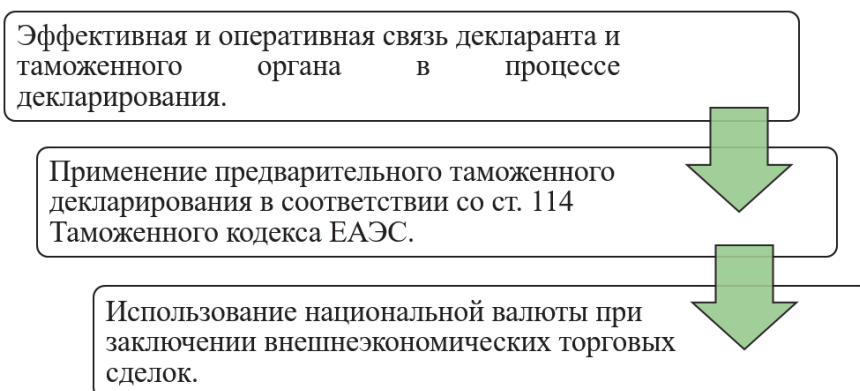 Эффективная и оперативная связь декларанта и
таможенного органа в процессе
декларирования.
Применение предварительного таможенного
декларирования в соответствии со ст. 114
Таможенного кодекса ЕАЭС.
Использование национальной валюты при
заключении внешнеэкономических торговых
сделок.